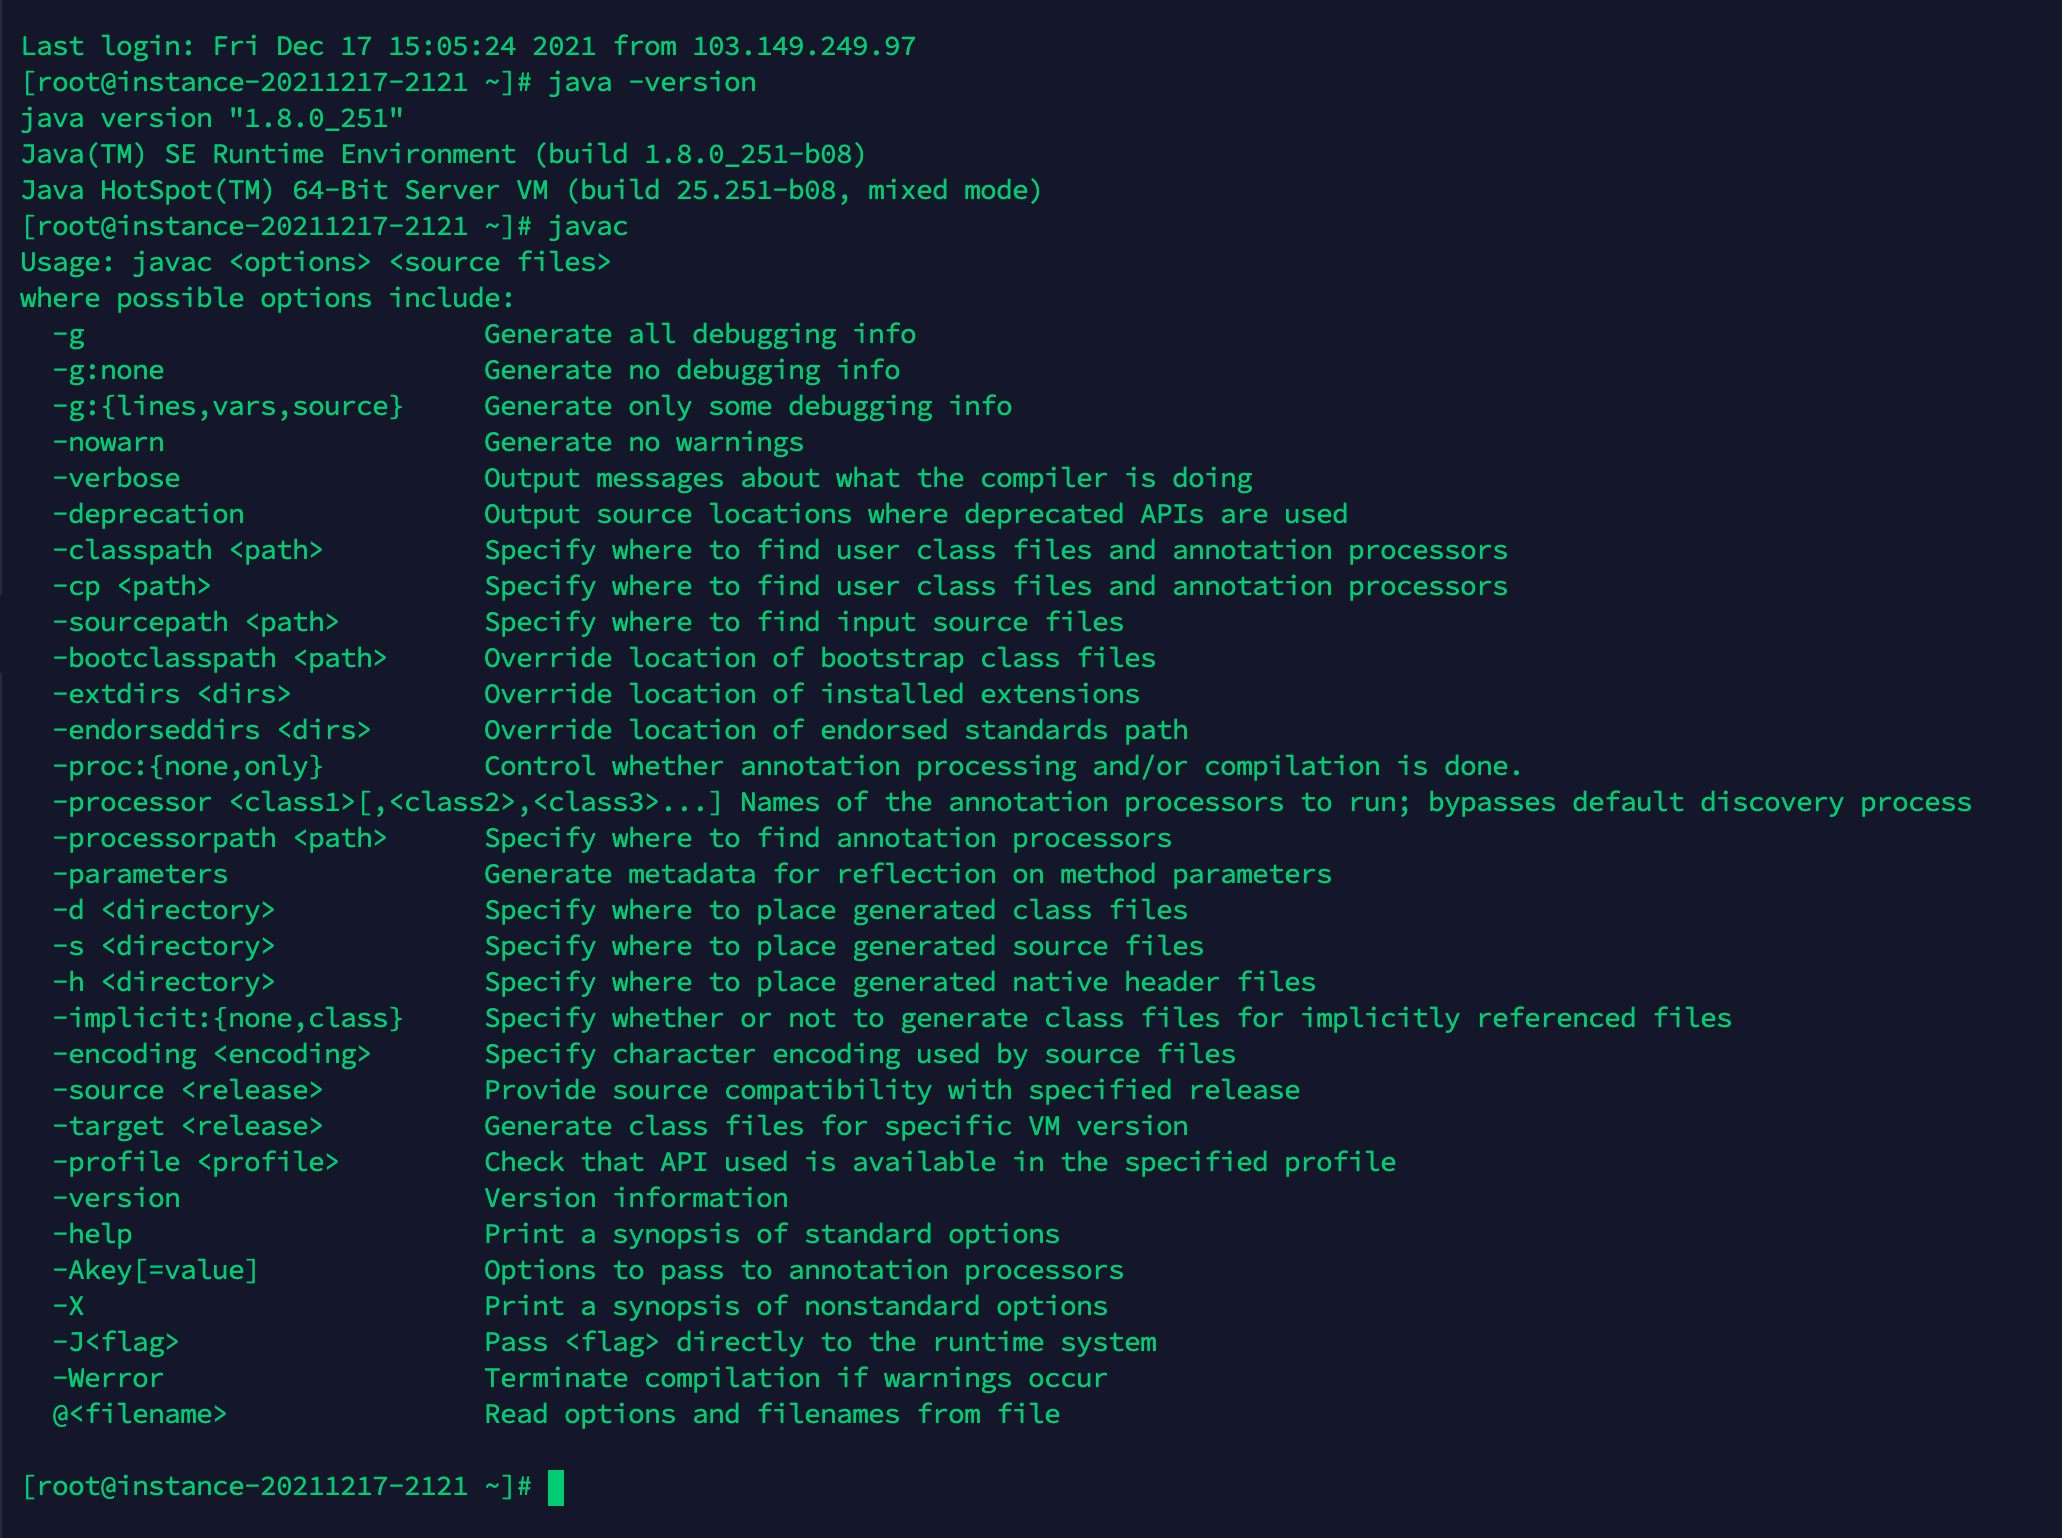 Last login: Fri Dec 17 15:05:24 2021 from 103.149.249.97
[root@instance-20211217-2121 ~]# java -version
java version "1.8.0_251"
Java(TM) SE Runtime Environment (build 1.8.0_251-b08)
Java HotSpot(TM) 64-Bit Server VM (build 25.251-b08, mixed mode)
[root@instance-20211217-2121 ~]# javac
Usage: javac <options> <source files>
where possible options include:
  -g                         Generate all debugging info
  -g:none                    Generate no debugging info
  -g:{lines,vars,source}     Generate only some debugging info
  -nowarn                    Generate no warnings
  -verbose                   Output messages about what the compiler is doing
  -deprecation               Output source locations where deprecated APIs are used
  -classpath <path>          Specify where to find user class files and annotation processors
  -cp <path>                 Specify where to find user class files and annotation processors
  -sourcepath <path>         Specify where to find input source files
  -bootclasspath <path>      Override location of bootstrap class files
  -extdirs <dirs>            Override location of installed extensions
  -endorseddirs <dirs>       Override location of endorsed standards path
  -proc:{none,only}          Control whether annotation processing and/or compilation is done.
  -processor <class1>[,<class2>,<class3>...] Names of the annotation processors to run; bypasses default discovery process
  -processorpath <path>      Specify where to find annotation processors
  -parameters                Generate metadata for reflection on method parameters
  -d <directory>             Specify where to place generated class files
  -s <directory>             Specify where to place generated source files
  -h <directory>             Specify where to place generated native header files
  -implicit:{none,class}     Specify whether or not to generate class files for implicitly referenced files
  -encoding <encoding>       Specify character encoding used by source files
  -source <release>          Provide source compatibility with specified release
  -target <release>          Generate class files for specific VM version
  -profile <profile>         Check that API used is available in the specified profile
  -version                   Version information
  -help                      Print a synopsis of standard options
  -Akey[=value]              Options to pass to annotation processors
  -X                         Print a synopsis of nonstandard options
  -J<flag>                   Pass <flag> directly to the runtime system
  -Werror                    Terminate compilation if warnings occur
  @<filename>                Read options and filenames from file
[root@instance-20211217-2121 ~]#